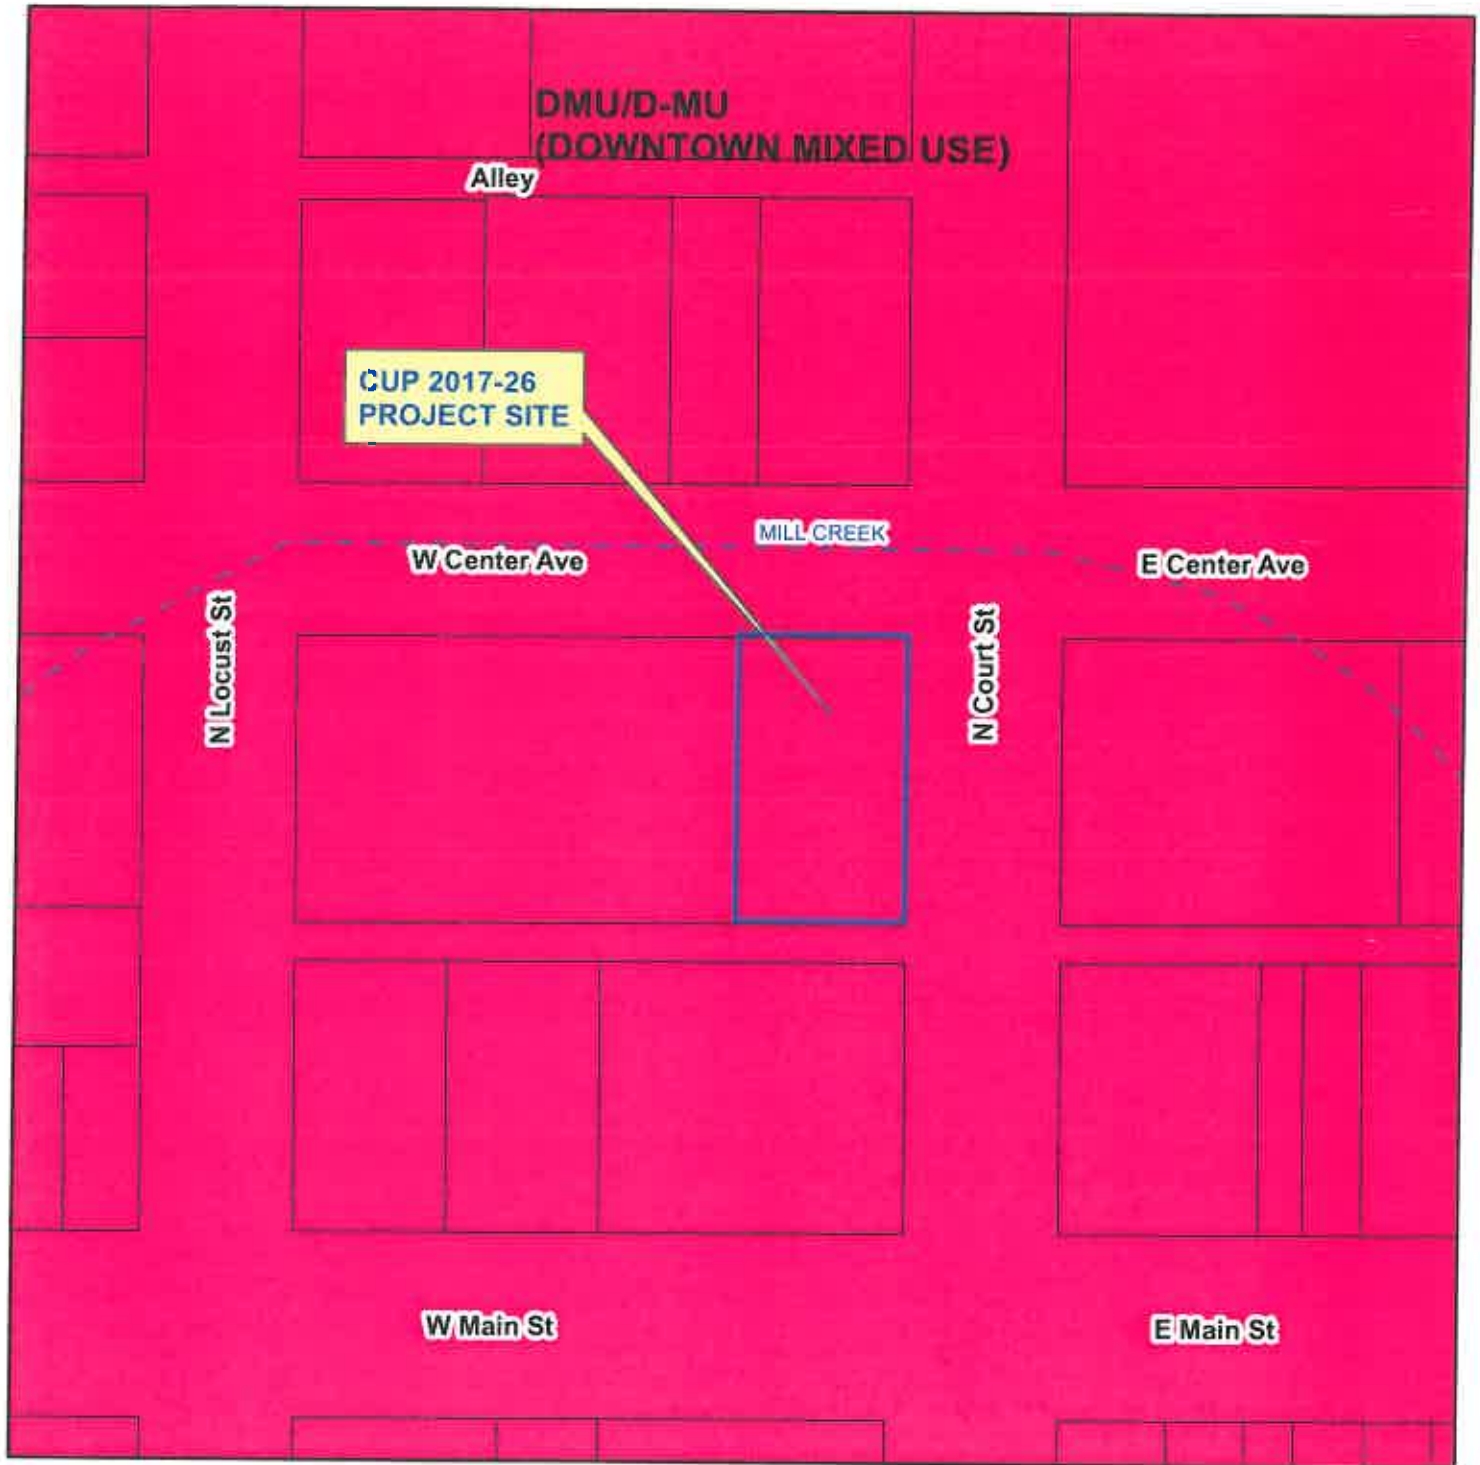 DMU/D-MU
(DOWNTOWN MIXED USE)
Alley
CUP 2017-26
PROJECT SITE
MILL CREEK
W Center Ave
E Center Ave
N Locust St
N Court St
W Main St
E Main St